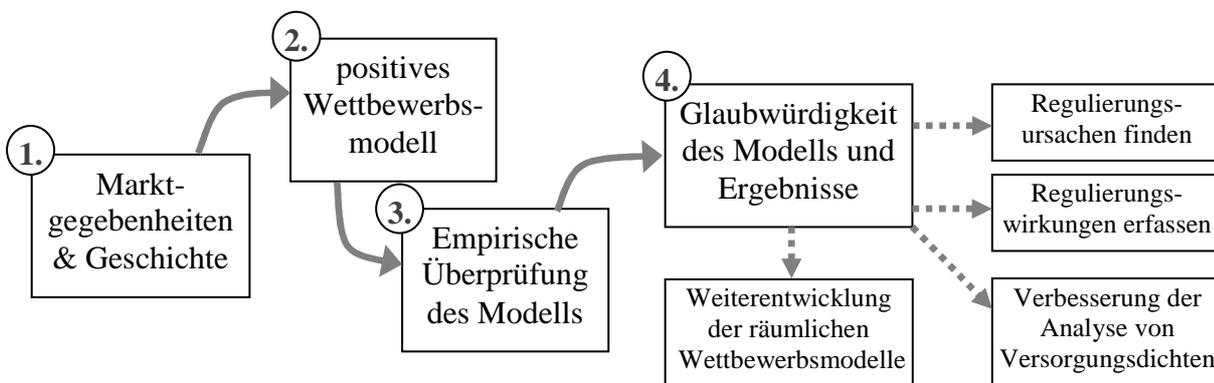 1.
Markt-
gegebenheiten
& Geschichte
2.
positives
Wettbewerbs-
modell
3.
Empirische
Überprüfung
des Modells
4.
Glaubwürdigkeit
des Modells und
Ergebnisse
Regulierungs-
ursachen finden
Regulierungs-
wirkungen erfassen
Weiterentwicklung
der räumlichen
Wettbewerbsmodelle
Verbesserung der
Analyse von
Versorgungsdichten